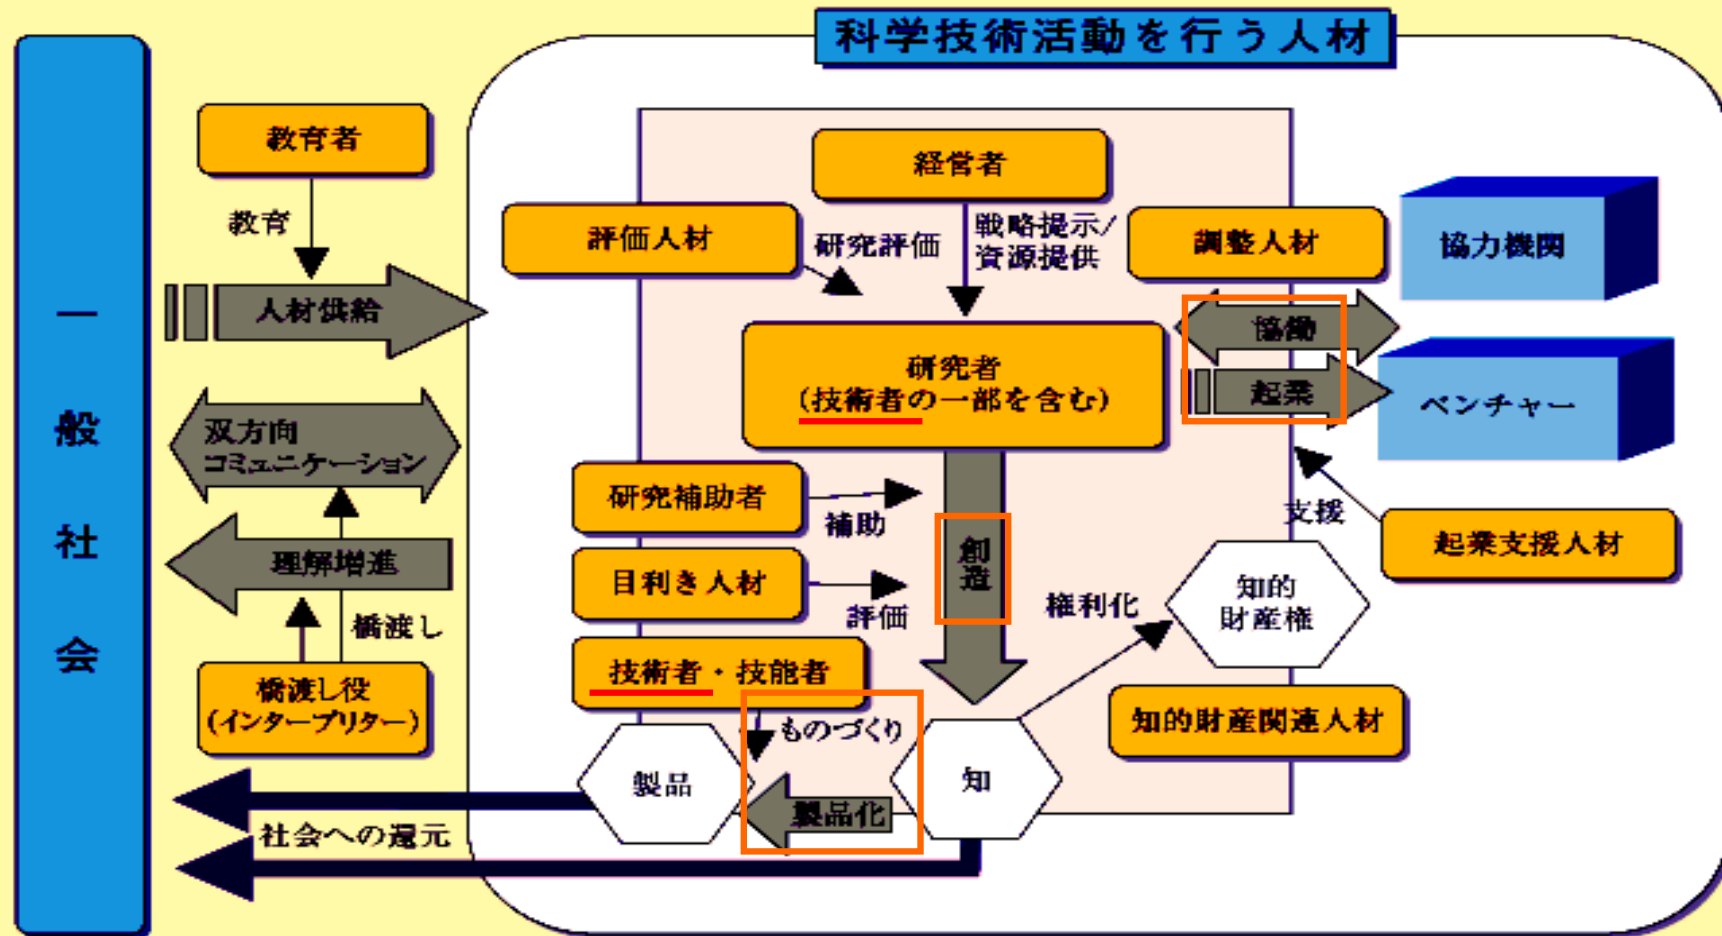 科学技術活動を行う人材
一般社会
教育者
教育
人材供給
双方向
コミュニケーション
理解増進
橋渡し
橋渡し役
(インタープリター)
経営者
戦略提示/
資源提供
評価人材
研究評価
調整人材
協力機関
協働
起業
ベンチャー
研究者
(技術者の一部を含む)
支援
起業支援人材
研究補助者
補助
目利き人材
評価
創造
権利化
知的
財産権
知的財産関連人材
技術者・技能者
ものづくり
製品
製品化
知
社会への還元